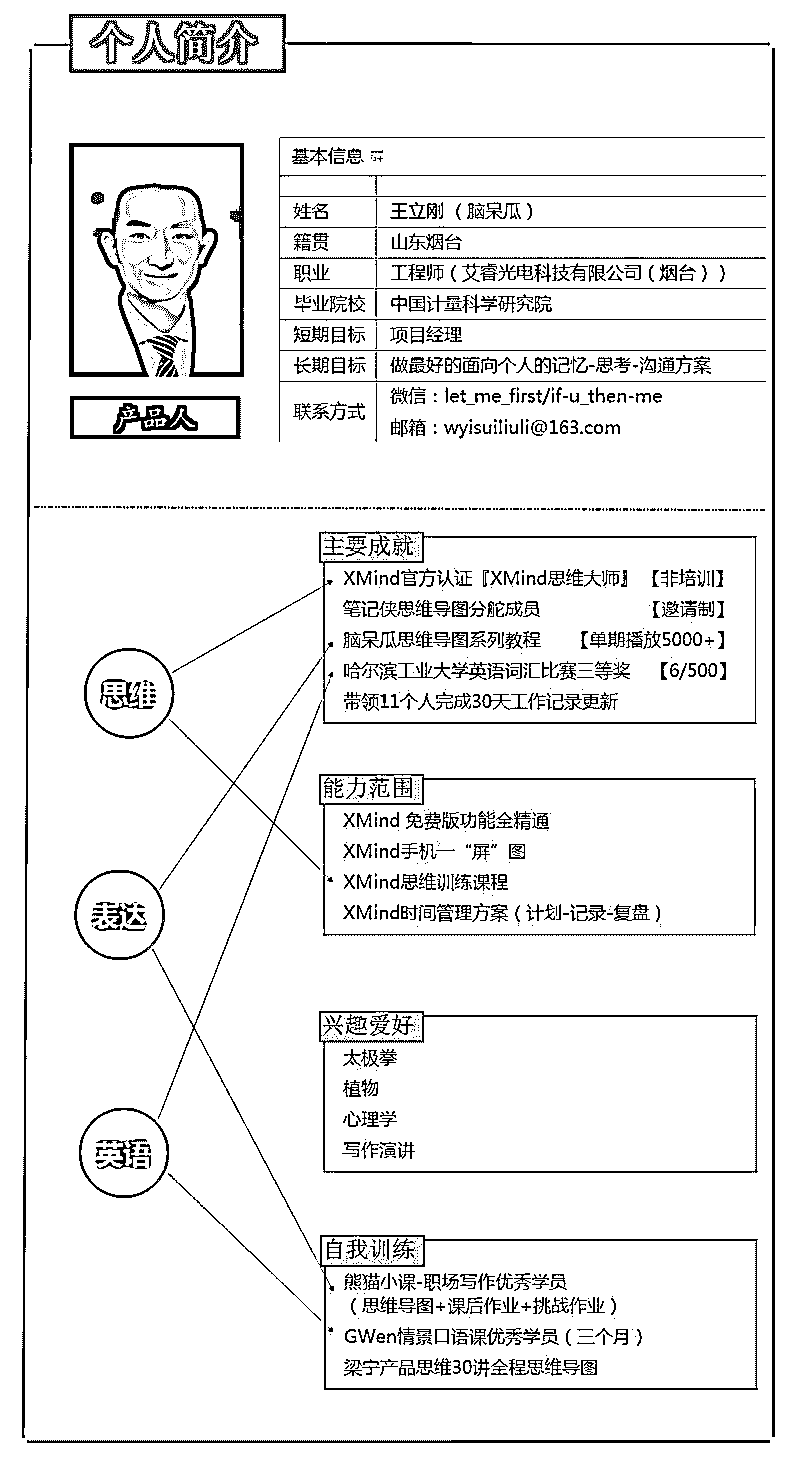 个人简介
基本信息
姓名 王立刚（脑呆瓜）
籍贯 山东烟台
职业 工程师（艾睿光电科技有限公司（烟台））
毕业院校 中国计量科学研究院
短期目标 项目经理
长期目标 做最好的面向个人的记忆-思考-沟通方案
联系方式 微信：let_me_first/if-u_then-me
邮箱：wyisuiliuli@163.com
产品人
主要成就
XMind官方认证『XMind思维大师』 【非培训】
笔记侠思维导图分舵成员 【邀请制】
脑呆瓜思维导图系列教程 【单期播放5000+】
哈尔滨工业大学英语词汇比赛三等奖 【6/500】
带领11个人完成30天工作记录更新
思维
能力范围
XMind 免费版功能全精通
XMind手机一“屏”图
XMind思维训练课程
XMind时间管理方案（计划-记录-复盘）
表达
兴趣爱好
太极拳
植物
心理学
写作演讲
英语
自我训练
熊猫小课-职场写作优秀学员
（思维导图+课后作业+挑战作业）
GWen情景口语课优秀学员（三个月）
梁宁产品思维30讲全程思维导图